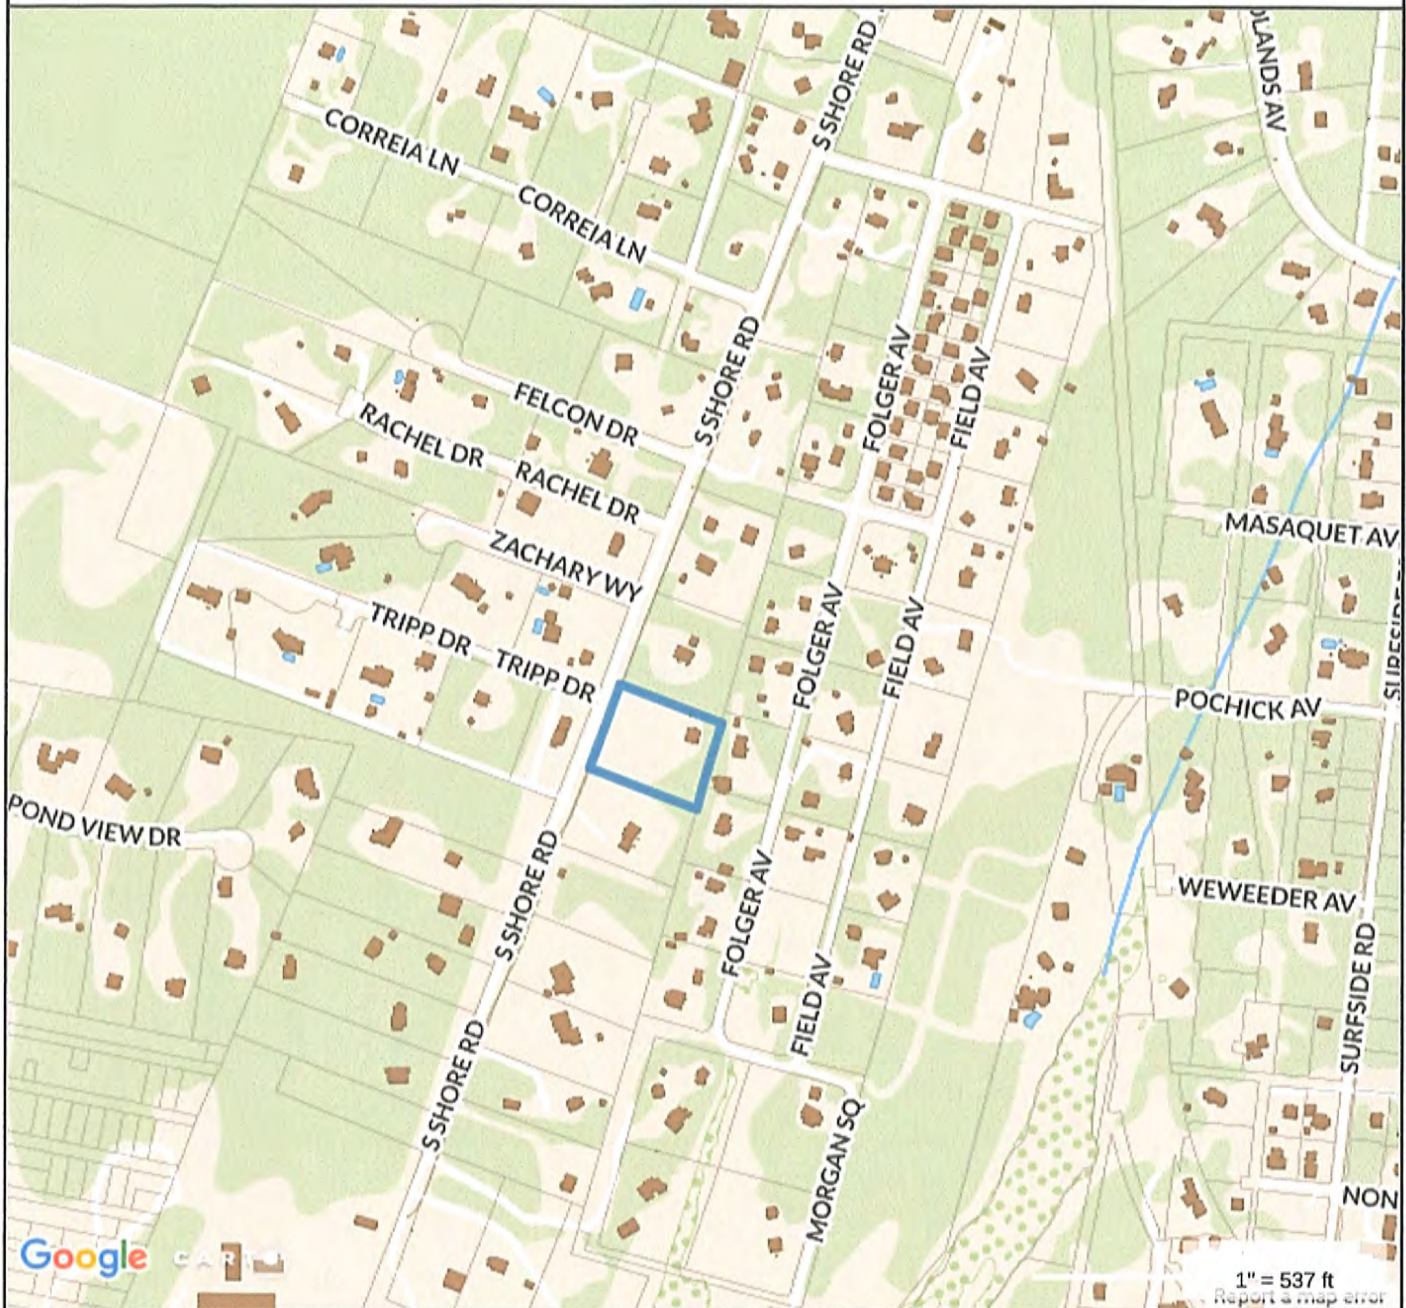 S SHORE RD
CORREIA LN
CORREIA LN
S SHORE RD
FELCON DR
RACHEL DR
RACHEL DR
FOLGER AV
FIELD AV
MASAQUET AV
ZACHARY WY
TRIPP DR
TRIPP DR
FOLGER AV
FIELD AV
POCHICK AV
POND VIEW DR
S SHORE RD
FOLGER AV
WEWEEDER AV
FIELD AV
SURFSIDE RD
S SHORE RD
MORGAN SQ
NON
Google
CARTO
1" = 537 ft
Report a map error